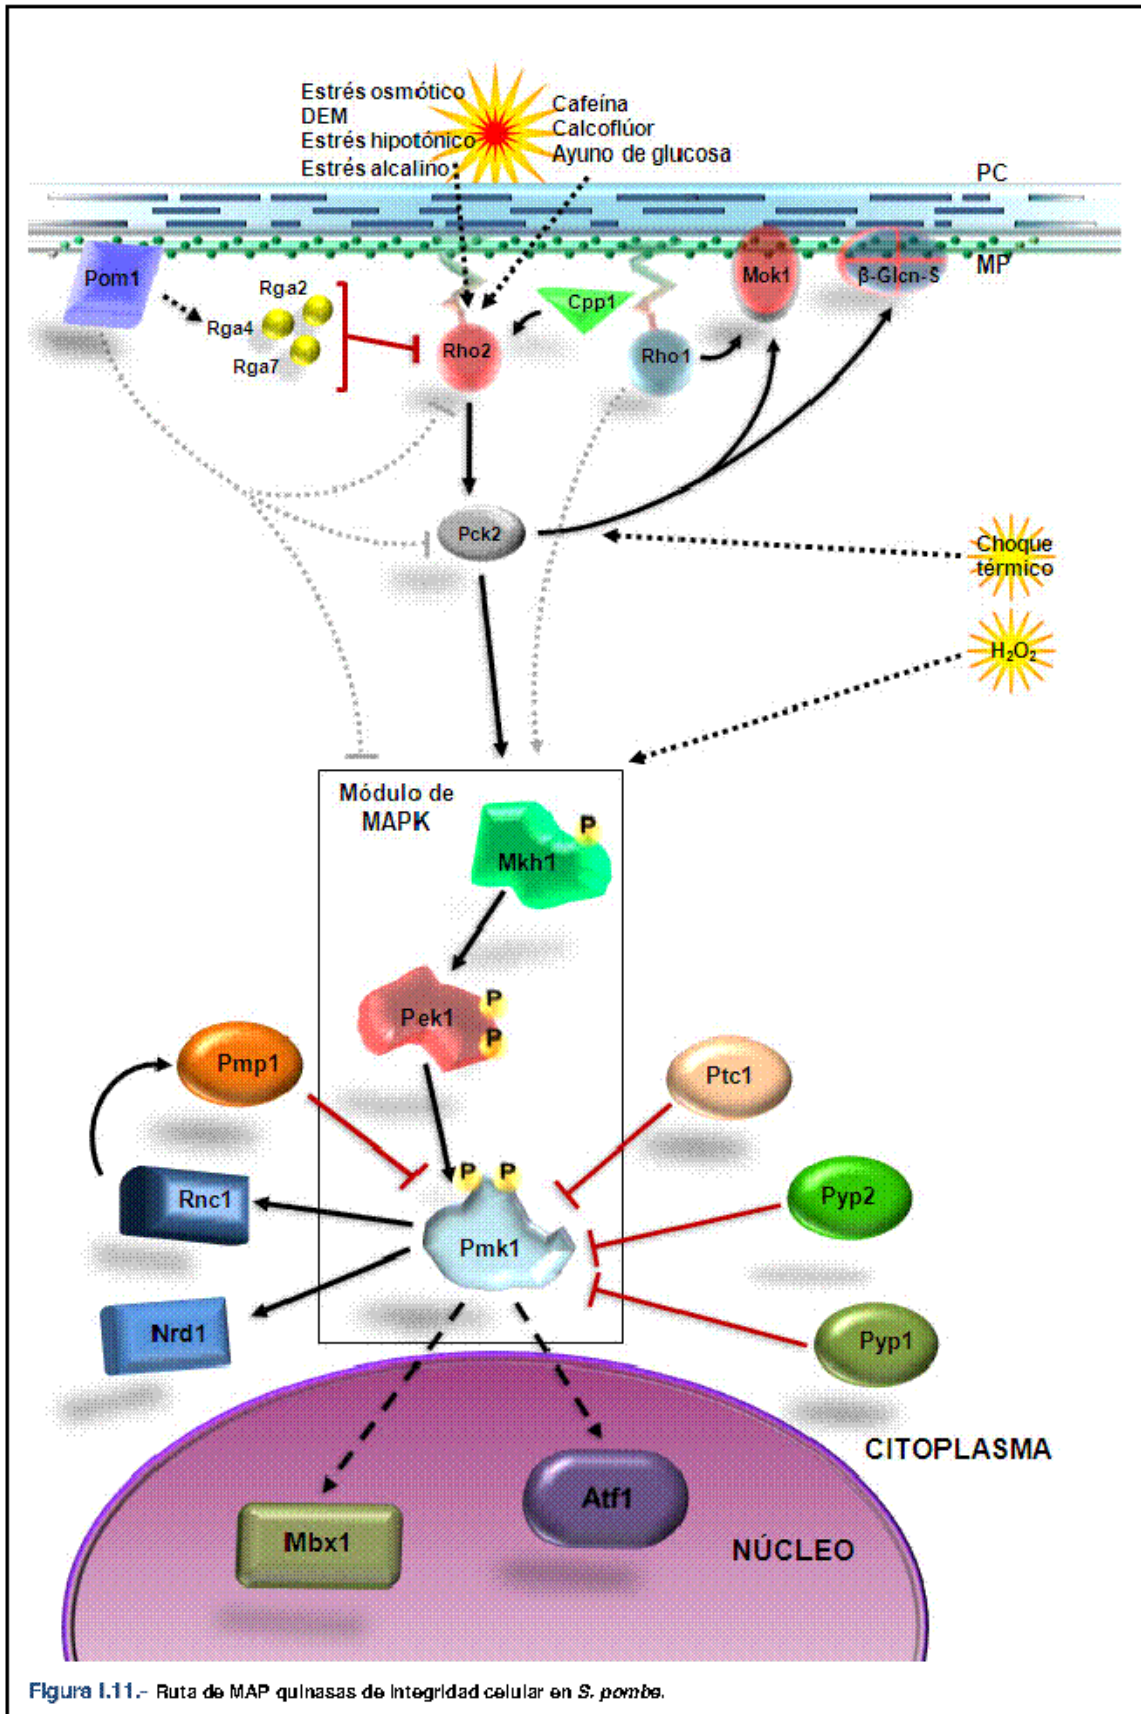 Estrés osmótico
DEM
Estrés hipotónico
Estrés alcalino
Cafeína
Calcoflúor
Ayuno de glucosa
PC
MP
Pom1
Rga2
Rga4
Rga7
Rho2
Cpp1
Rho1
Mok1
β-Glcn-S
Pck2
Choque
térmico
H₂O₂
Módulo de
MAPK
P
Mkh1
P
Pek1
P
Pmp1
Ptc1
P
P
Rnc1
Pyp2
Pmk1
Nrd1
Pyp1
CITOPLASMA
Atf1
Mbx1
NÚCLEO
Figura I.11.- Ruta de MAP quinasas de integridad celular en S. pombe.